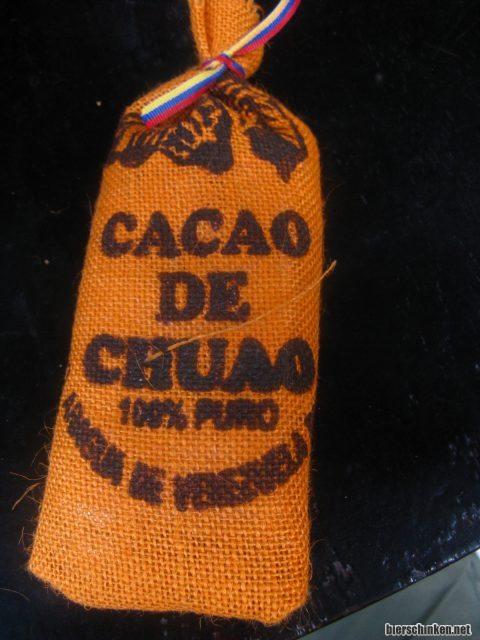 CACAO
DE
CHUAO
100% PURO
DE VENEZUELA
bierschinken.net